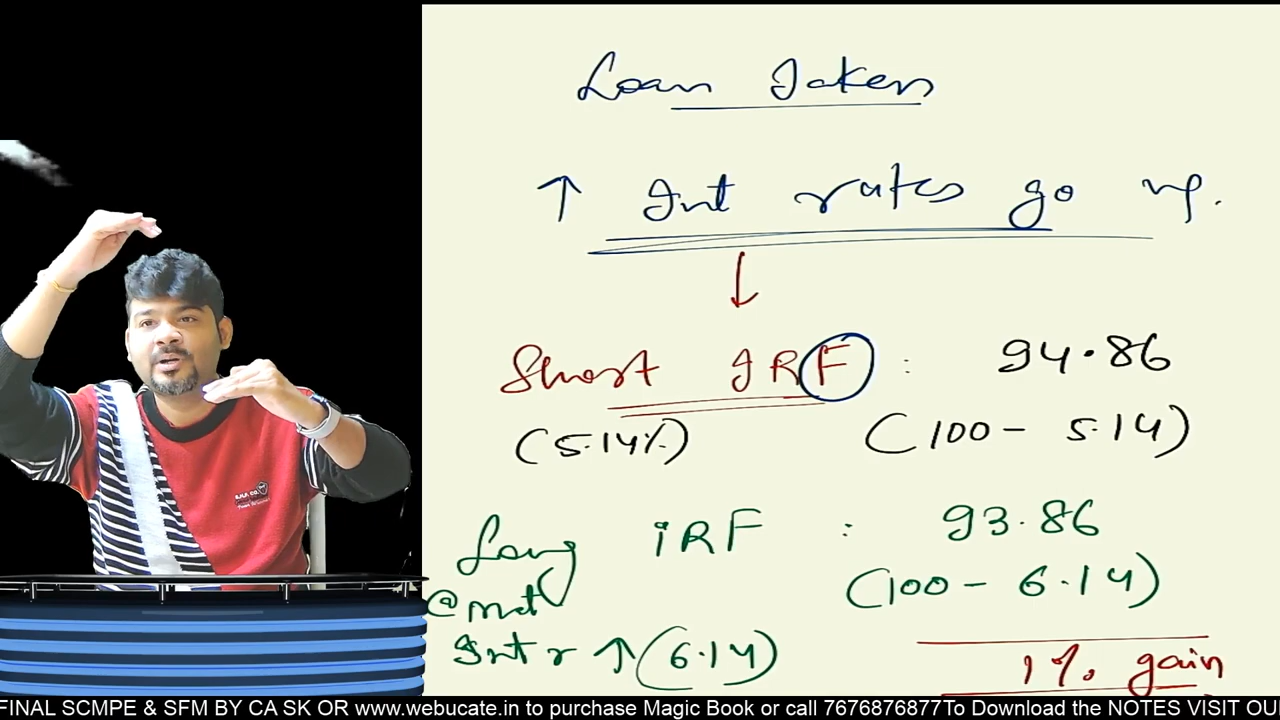 Loan Taken
↑ Int rates go up.
↓
Short IRF : 94.86
(5.14%) (100 - 5.14)
Long iRF : 93.86
@mat (100 - 6.14)
Int r ↑ (6.14)
1% gain
FINAL SCMPE & SFM BY CA SK OR www.webucate.in to purchase Magic Book or call 7676876877To Download the NOTES VISIT OU